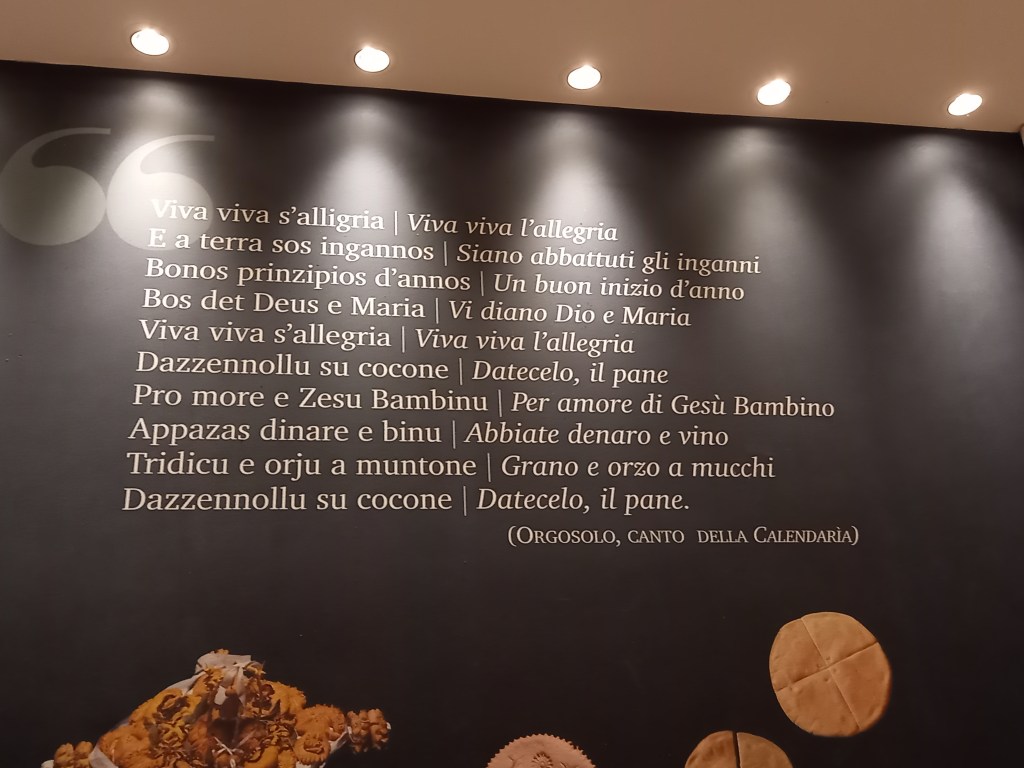 Viva viva s'alligria | Viva viva l'allegria
E a terra sos ingannos | Siano abbattuti gli inganni
Bonos prinzipios d'annos | Un buon inizio d'anno
Bos det Deus e Maria | Vi diano Dio e Maria
Viva viva s'allegria | Viva viva l'allegria
Dazzennollu su cocone | Datecelo, il pane
Pro more e Zesu Bambinu | Per amore di Gesù Bambino
Appazas dinare e binu | Abbiate denaro e vino
Tridicu e orju a muntone | Grano e orzo a mucchi
Dazzennollu su cocone | Datecelo, il pane.
(Orgosolo, canto della Calendarìa)